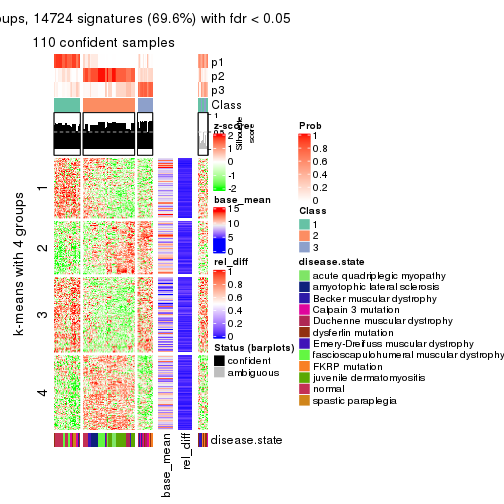 oups, 14724 signatures (69.6%) with fdr < 0.05
110 confident samples
p1
p2
p3
Class
1
0.5
0
Silhouette
score
z-score
2
1
0
-1
-2
base_mean
15
10
5
0
rel_diff
1
0.8
0.6
0.4
0.2
0
Status (barplots)
confident
ambiguous
Prob
1
0.8
0.6
0.4
0.2
0
Class
1
2
3
disease.state
acute quadriplegic myopathy
amyotrophic lateral sclerosis
Becker muscular dystrophy
Calpain 3 mutation
Duchenne muscular dystrophy
dysferlin mutation
Emery-Dreifuss muscular dystrophy
fascioscapulohumeral muscular dystrophy
FKRP mutation
juvenile dermatomyositis
normal
spastic paraplegia
k-means with 4 groups
1
2
3
4
disease.state
base_mean
rel_diff